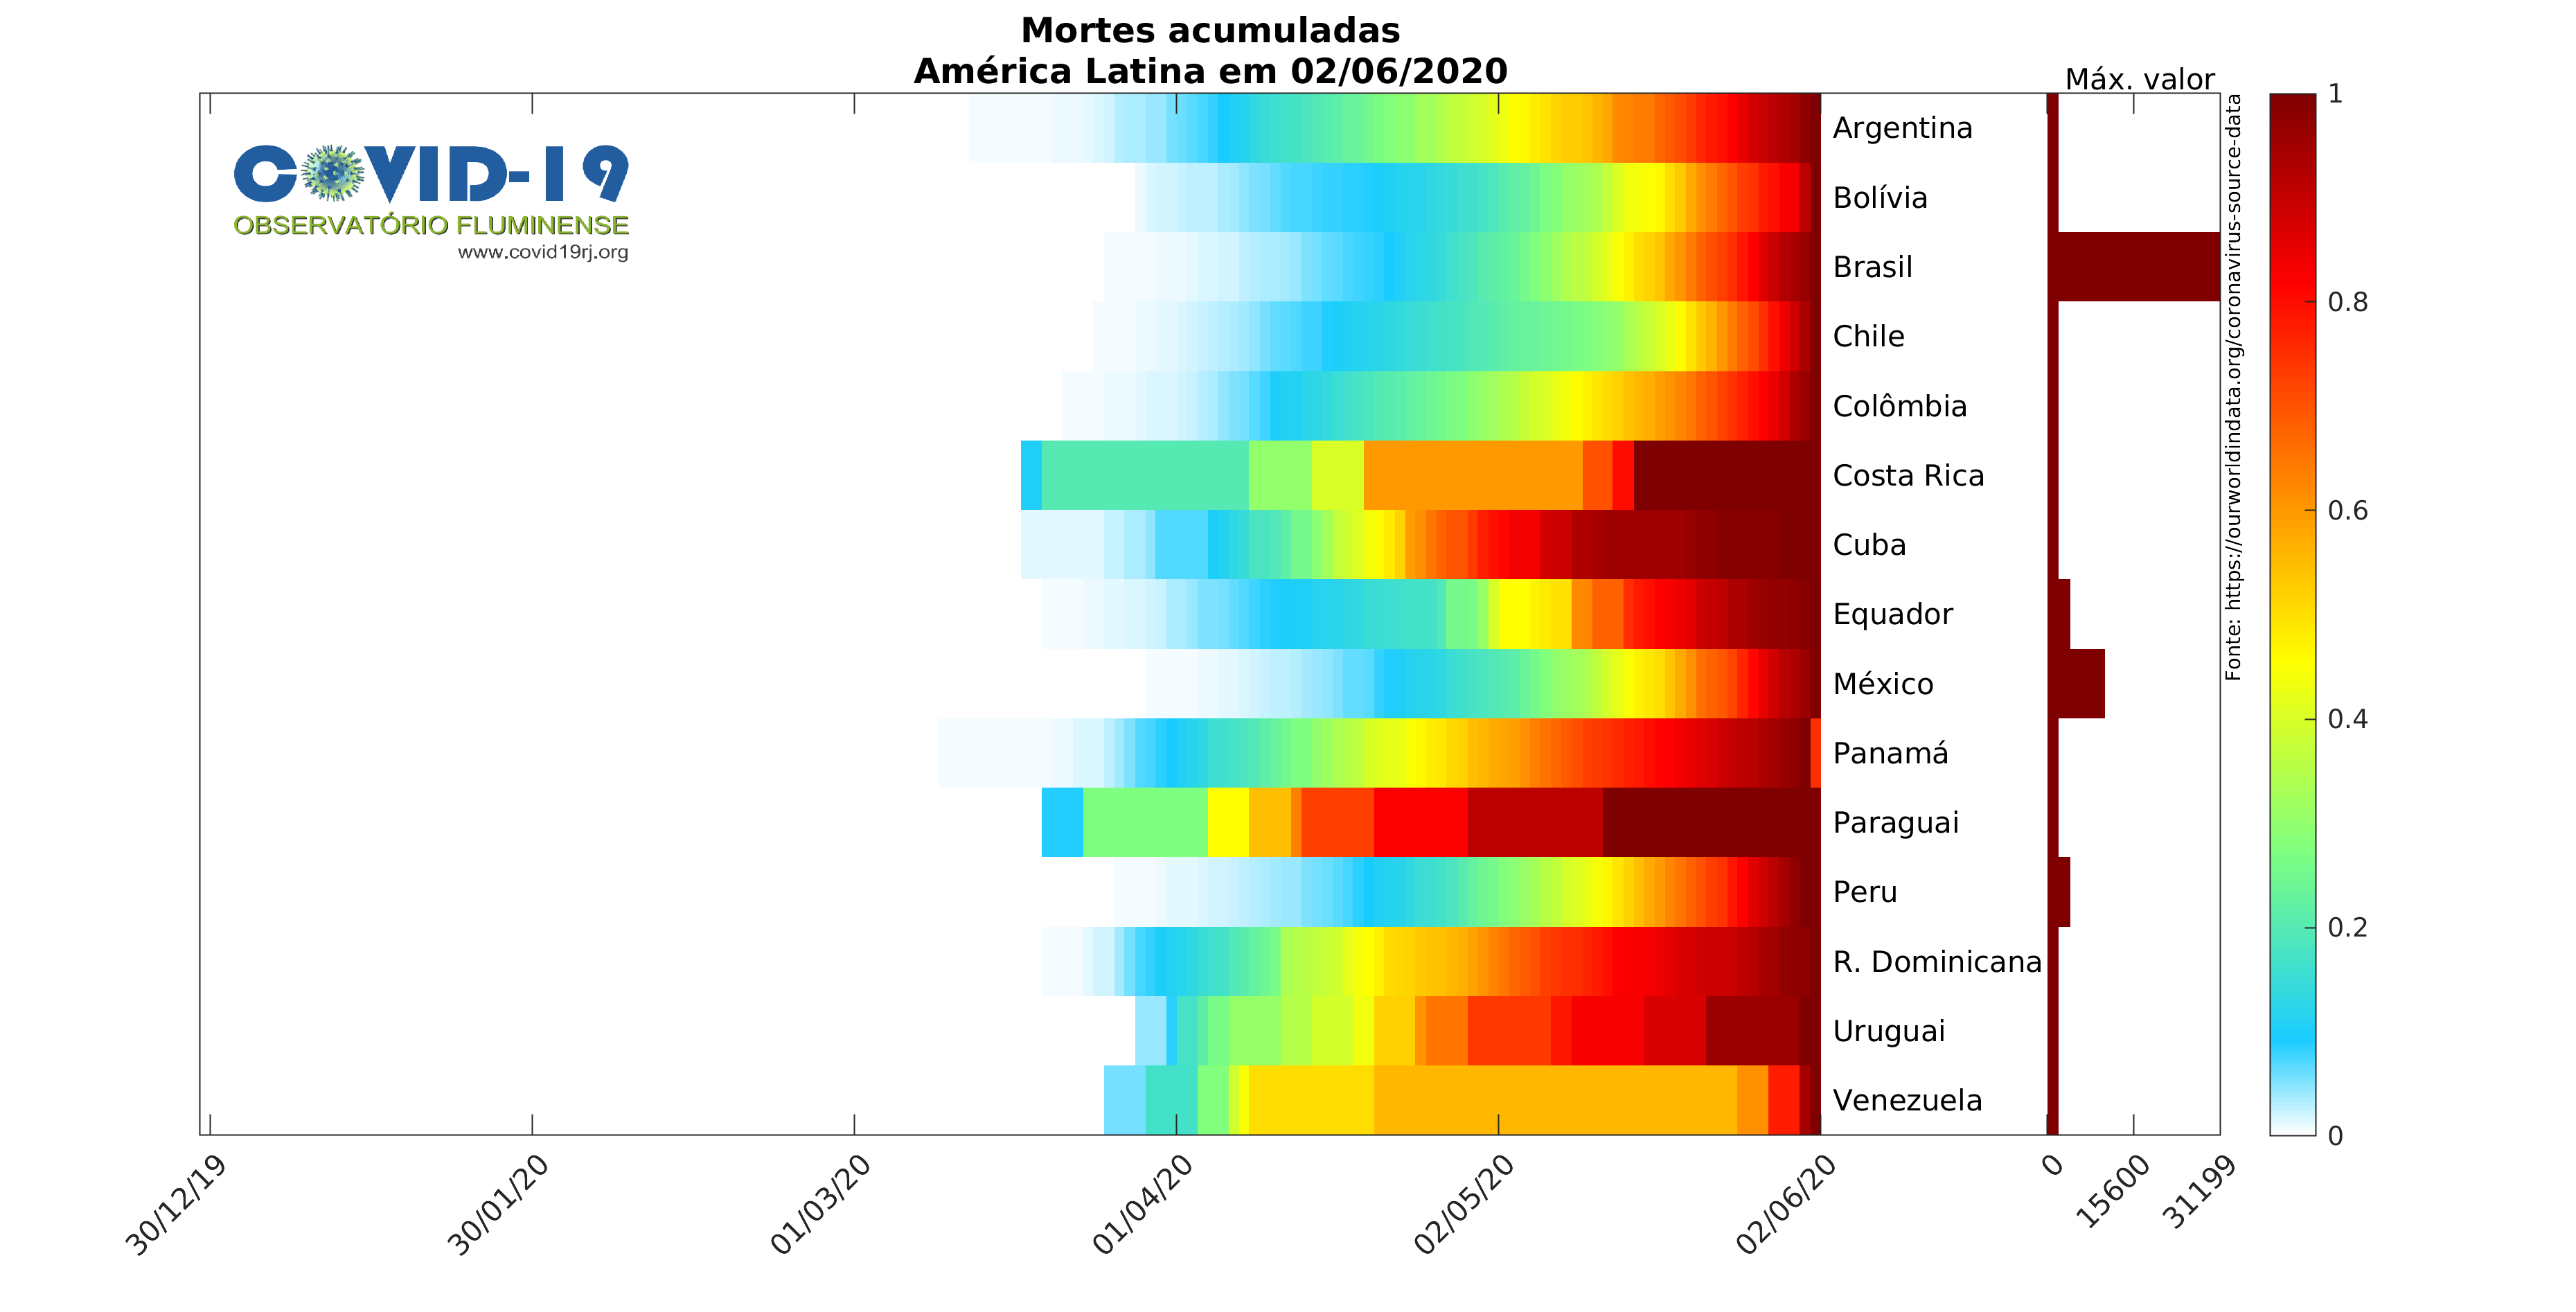 Mortes acumuladas
América Latina em 02/06/2020
Máx. valor
COVID-19
OBSERVATÓRIO FLUMINENSE
www.covid19rj.org
Argentina
Bolívia
Brasil
Chile
Colômbia
Costa Rica
Cuba
Equador
México
Panamá
Paraguai
Peru
R. Dominicana
Uruguai
Venezuela
Fonte: https://ourworldindata.org/coronavirus-source-data
1
0.8
0.6
0.4
0.2
0
30/12/19
30/01/20
01/03/20
01/04/20
02/05/20
02/06/20
0
15600
31199